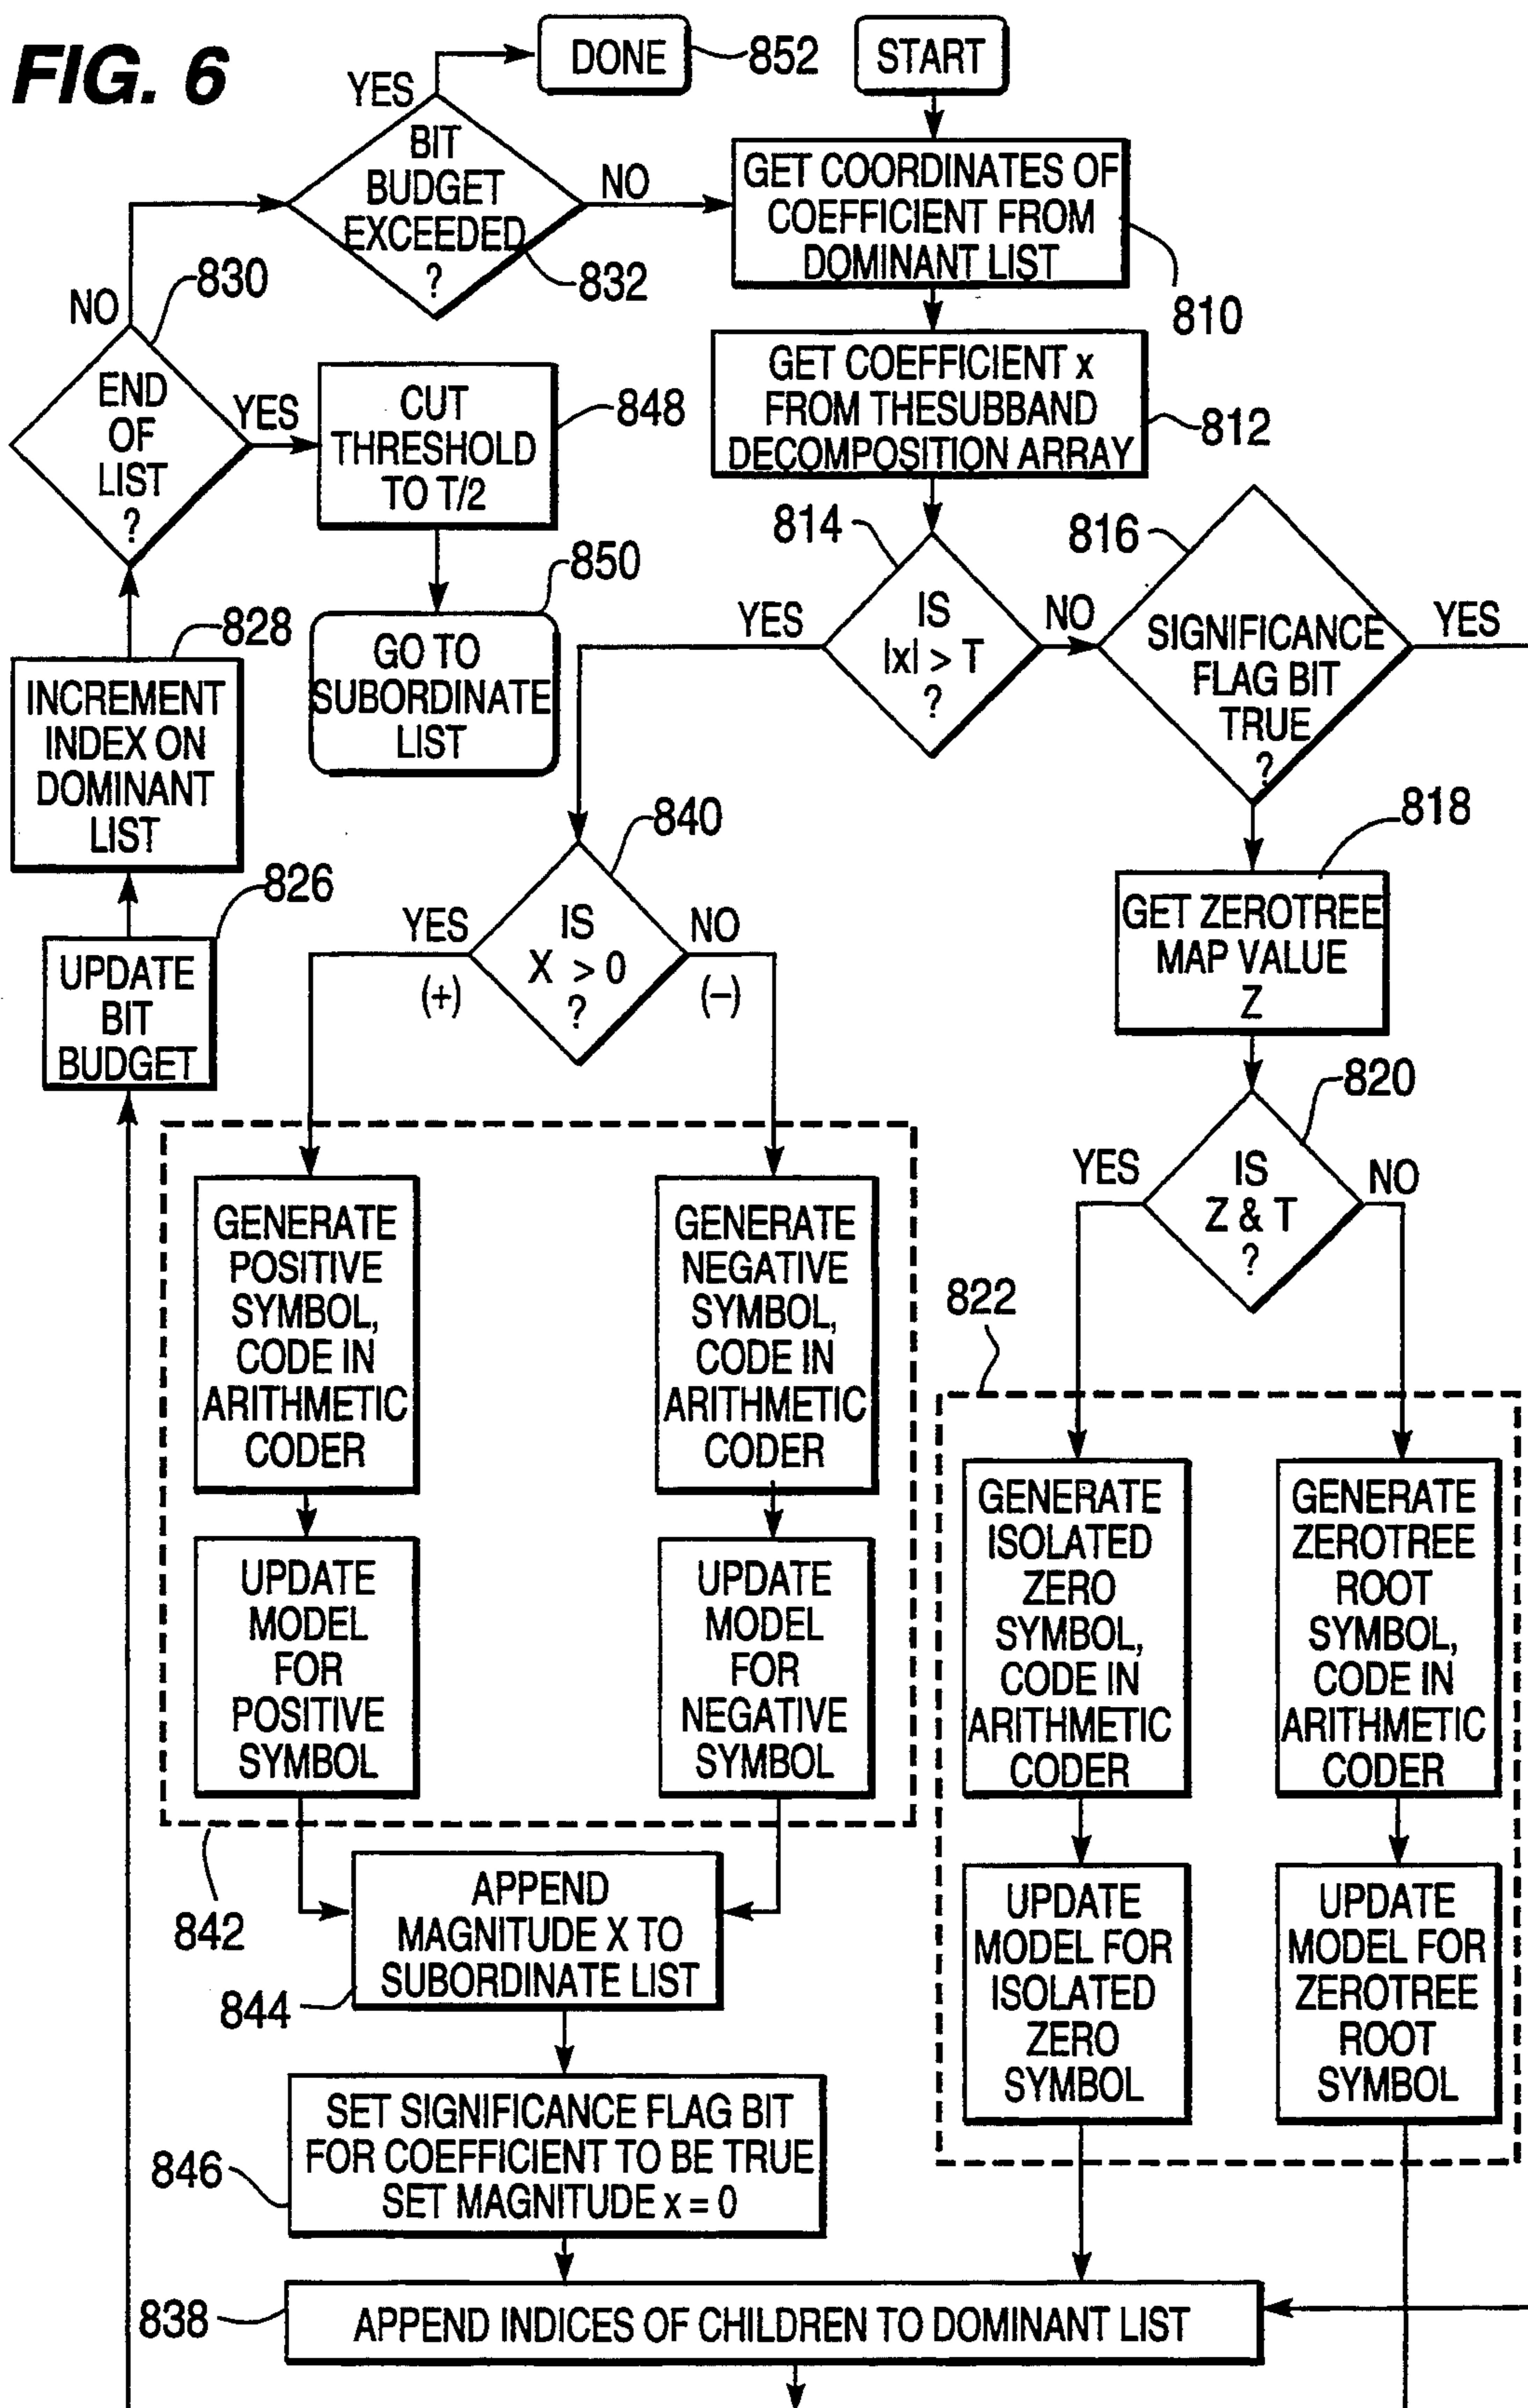 FIG. 6
DONE
852
START
YES
BIT
BUDGET
EXCEEDED
?
832
NO
GET COORDINATES OF
COEFFICIENT FROM
DOMINANT LIST
810
GET COEFFICIENT x
FROM THESUBBAND
DECOMPOSITION ARRAY
812
830
NO
END
OF
LIST
?
YES
CUT
THRESHOLD
TO T/2
848
850
GO TO
SUBORDINATE
LIST
814
IS
|x| > T
?
YES
NO
816
SIGNIFICANCE
FLAG BIT
TRUE
?
YES
828
INCREMENT
INDEX ON
DOMINANT
LIST
826
UPDATE
BIT
BUDGET
840
IS
X > 0
?
YES
(+)
NO
(−)
818
GET ZEROTREE
MAP VALUE
Z
820
IS
Z & T
?
YES
NO
822
GENERATE
POSITIVE
SYMBOL,
CODE IN
ARITHMETIC
CODER
GENERATE
NEGATIVE
SYMBOL,
CODE IN
ARITHMETIC
CODER
UPDATE
MODEL
FOR
POSITIVE
SYMBOL
UPDATE
MODEL
FOR
NEGATIVE
SYMBOL
GENERATE
ISOLATED
ZERO
SYMBOL,
CODE IN
ARITHMETIC
CODER
GENERATE
ZEROTREE
ROOT
SYMBOL,
CODE IN
ARITHMETIC
CODER
UPDATE
MODEL FOR
ISOLATED
ZERO
SYMBOL
UPDATE
MODEL FOR
ZEROTREE
ROOT
SYMBOL
842
APPEND
MAGNITUDE X TO
SUBORDINATE LIST
844
SET SIGNIFICANCE FLAG BIT
FOR COEFFICIENT TO BE TRUE
SET MAGNITUDE x = 0
846
838
APPEND INDICES OF CHILDREN TO DOMINANT LIST